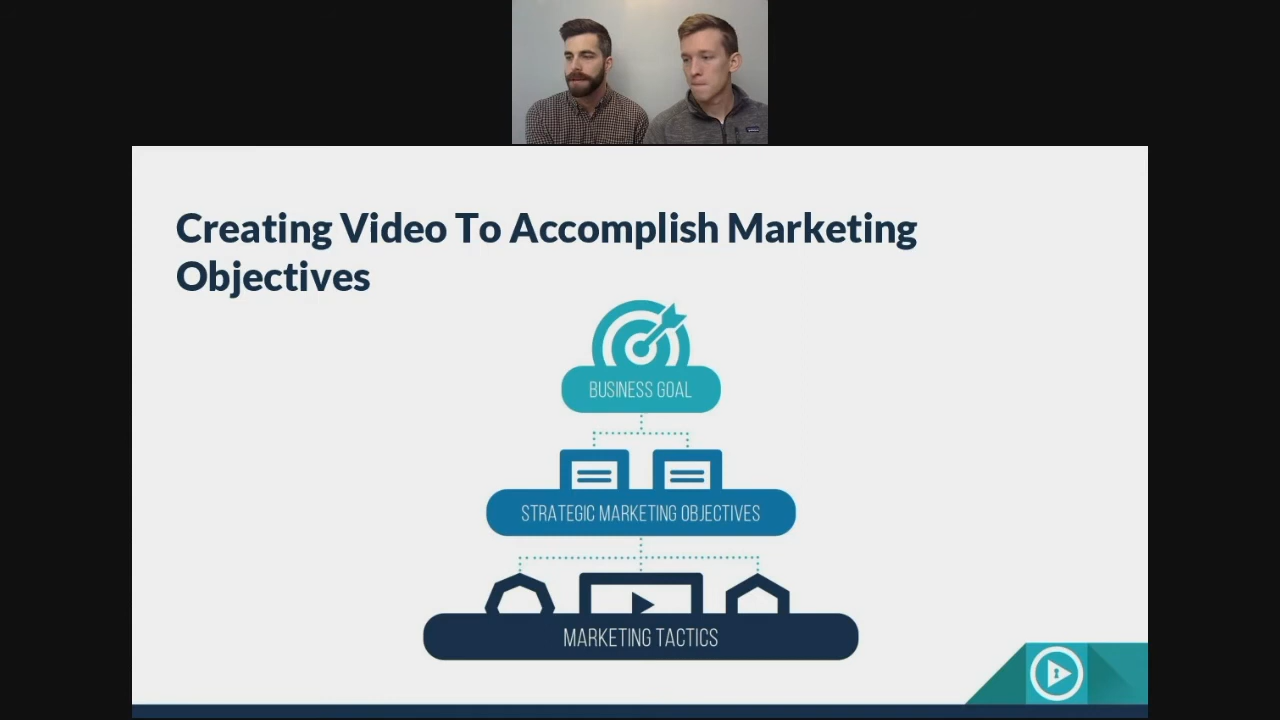 Creating Video To Accomplish Marketing
Objectives
BUSINESS GOAL
STRATEGIC MARKETING OBJECTIVES
MARKETING TACTICS